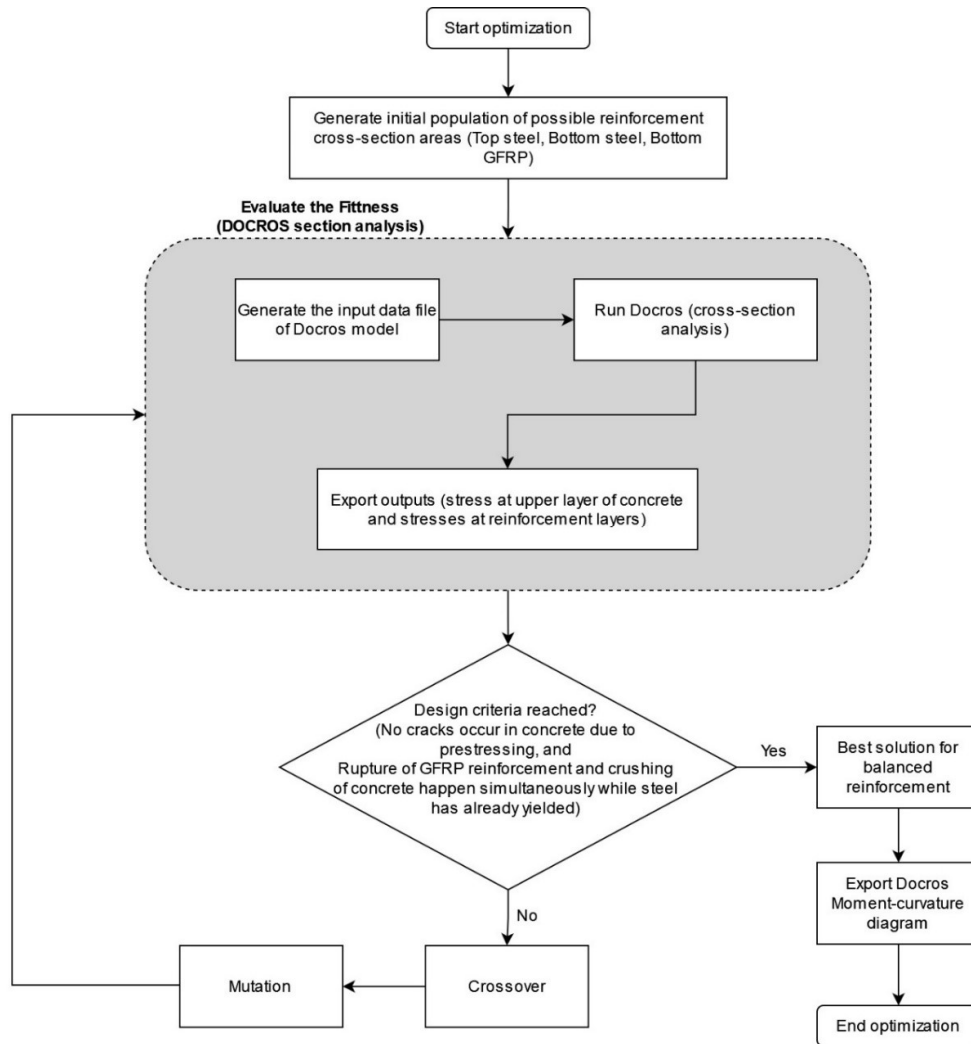 Start optimization
Generate initial population of possible reinforcement
cross-section areas (Top steel, Bottom steel, Bottom
GFRP)
Evaluate the Fittness
(DOCROS section analysis)
Generate the input data file
of Docros model
Run Docros (cross-section
analysis)
Export outputs (stress at upper layer of concrete
and stresses at reinforcement layers)
Design criteria reached?
(No cracks occur in concrete due to
prestressing, and
Rupture of GFRP reinforcement and crushing
of concrete happen simultaneously while steel
has already yielded)
Yes
Best solution for
balanced
reinforcement
Export Docros
Moment-curvature
diagram
End optimization
No
Crossover
Mutation